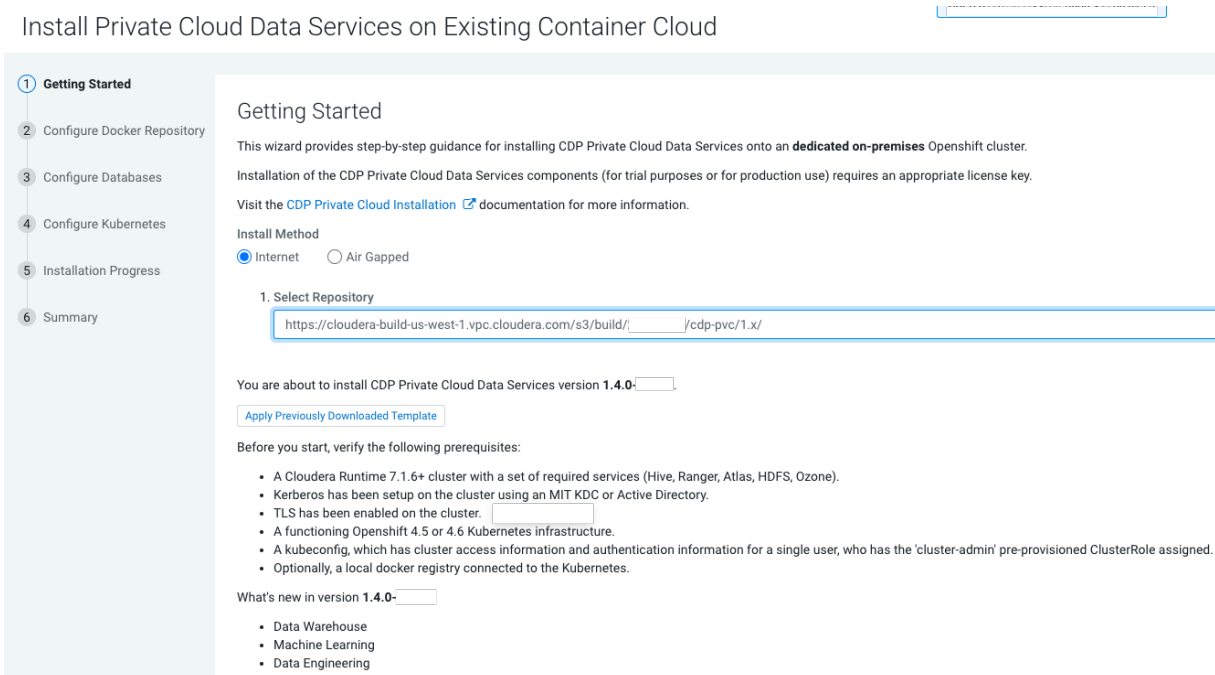 Install Private Cloud Data Services on Existing Container Cloud
1 Getting Started
2 Configure Docker Repository
3 Configure Databases
4 Configure Kubernetes
5 Installation Progress
6 Summary
Getting Started
This wizard provides step-by-step guidance for installing CDP Private Cloud Data Services onto an dedicated on-premises Openshift cluster.
Installation of the CDP Private Cloud Data Services components (for trial purposes or for production use) requires an appropriate license key.
Visit the CDP Private Cloud Installation documentation for more information.
Install Method
Internet Air Gapped
1. Select Repository
https://cloudera-build-us-west-1.vpc.cloudera.com/s3/build/ /cdp-pvc/1.x/
You are about to install CDP Private Cloud Data Services version 1.4.0- .
Apply Previously Downloaded Template
Before you start, verify the following prerequisites:
• A Cloudera Runtime 7.1.6+ cluster with a set of required services (Hive, Ranger, Atlas, HDFS, Ozone).
• Kerberos has been setup on the cluster using an MIT KDC or Active Directory.
• TLS has been enabled on the cluster.
• A functioning Openshift 4.5 or 4.6 Kubernetes infrastructure.
• A kubeconfig, which has cluster access information and authentication information for a single user, who has the 'cluster-admin' pre-provisioned ClusterRole assigned.
• Optionally, a local docker registry connected to the Kubernetes.
What's new in version 1.4.0-
• Data Warehouse
• Machine Learning
• Data Engineering